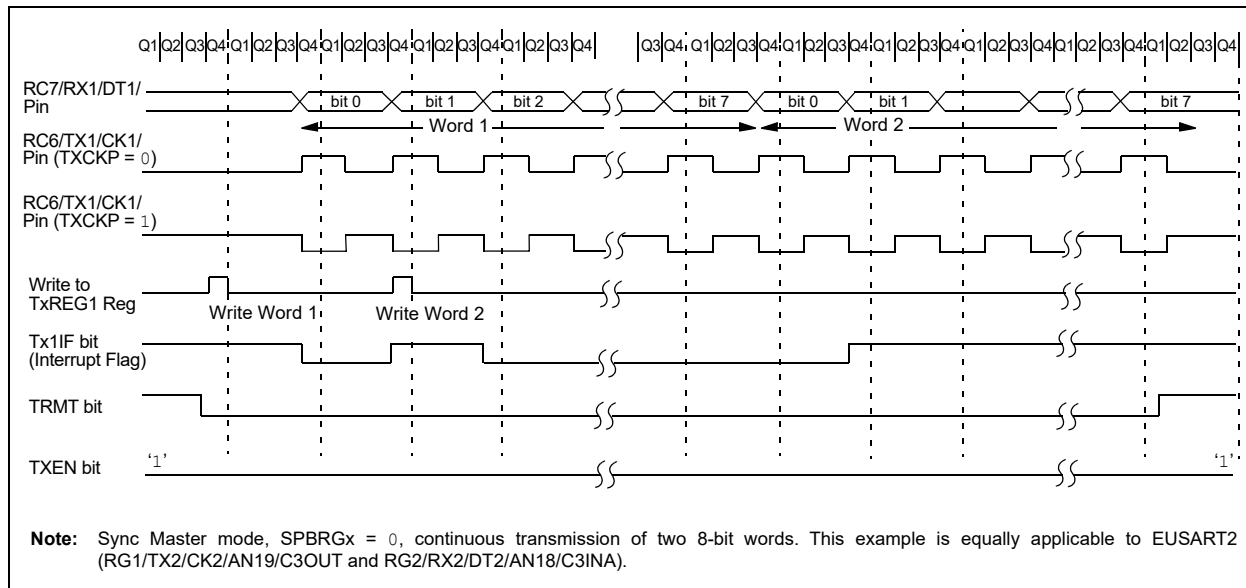 Q1 Q2 Q3 Q4 Q1 Q2 Q3 Q4 Q1 Q2 Q3 Q4 Q1 Q2 Q3 Q4 Q1 Q2 Q3 Q4 Q3 Q4 Q1 Q2 Q3 Q4 Q1 Q2 Q3 Q4 Q1 Q2 Q3 Q4 Q1 Q2 Q3 Q4 Q1 Q2 Q3 Q4
RC7/RX1/DT1/
Pin
bit 0 bit 1 bit 2 bit 7 bit 0 bit 1 bit 7
Word 1 Word 2
RC6/TX1/CK1/
Pin (TXCKP = 0)
RC6/TX1/CK1/
Pin (TXCKP = 1)
Write to
TxREG1 Reg
Write Word 1 Write Word 2
Tx1IF bit
(Interrupt Flag)
TRMT bit
TXEN bit
‘1’ ‘1’
Note: Sync Master mode, SPBRGx = 0, continuous transmission of two 8-bit words. This example is equally applicable to EUSART2
(RG1/TX2/CK2/AN19/C3OUT and RG2/RX2/DT2/AN18/C3INA).